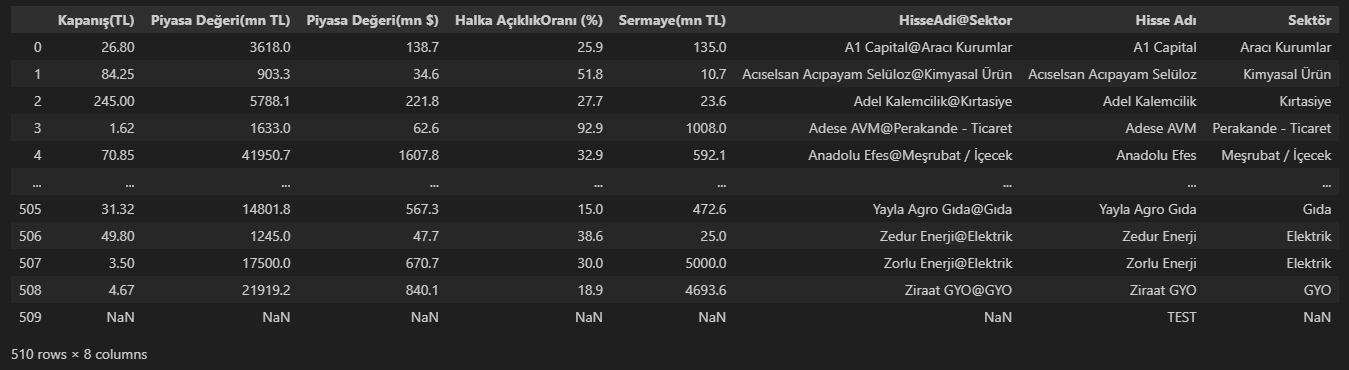 Kapanış(TL) Piyasa Değeri(mn TL) Piyasa Değeri(mn $) Halka AçıklıkOranı (%) Sermaye(mn TL) HisseAdi@Sektor Hisse Adı Sektör
0 26.80 3618.0 138.7 25.9 135.0 A1 Capital@Aracı Kurumlar A1 Capital Aracı Kurumlar
1 84.25 903.3 34.6 51.8 10.7 Acıselsan Acıpayam Selüloz@Kimyasal Ürün Acıselsan Acıpayam Selüloz Kimyasal Ürün
2 245.00 5788.1 221.8 27.7 23.6 Adel Kalemcilik@Kırtasiye Adel Kalemcilik Kırtasiye
3 1.62 1633.0 62.6 92.9 1008.0 Adese AVM@Perakande - Ticaret Adese AVM Perakande - Ticaret
4 70.85 41950.7 1607.8 32.9 592.1 Anadolu Efes@Meşrubat / İçecek Anadolu Efes Meşrubat / İçecek
... ... ... ... ... ... ... ... ...
505 31.32 14801.8 567.3 15.0 472.6 Yayla Agro Gıda@Gıda Yayla Agro Gıda Gıda
506 49.80 1245.0 47.7 38.6 25.0 Zedur Enerji@Elektrik Zedur Enerji Elektrik
507 3.50 17500.0 670.7 30.0 5000.0 Zorlu Enerji@Elektrik Zorlu Enerji Elektrik
508 4.67 21919.2 840.1 18.9 4693.6 Ziraat GYO@GYO Ziraat GYO GYO
509 NaN NaN NaN NaN NaN NaN TEST NaN
510 rows × 8 columns